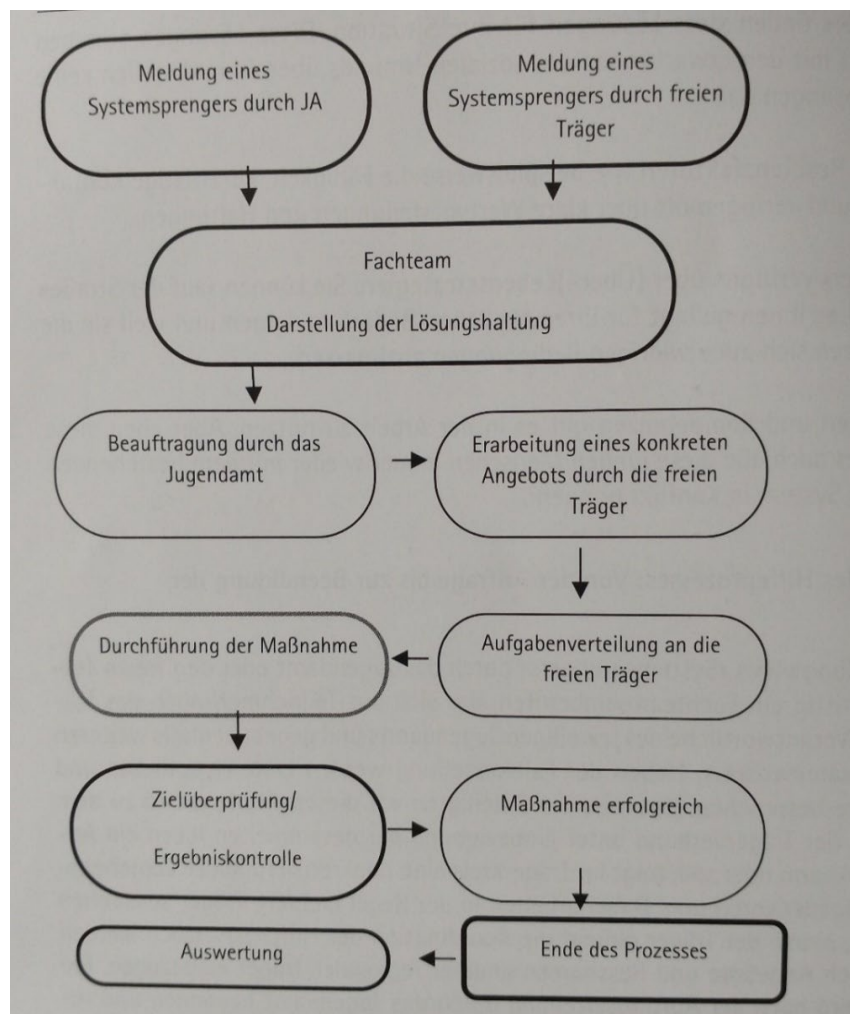 Meldung eines
Systemsprengers durch JA
Meldung eines
Systemsprengers durch freien
Träger
Fachteam
Darstellung der Lösungshaltung
Beauftragung durch das
Jugendamt
Erarbeitung eines konkreten
Angebots durch die freien
Träger
Durchführung der Maßnahme
Aufgabenverteilung an die
freien Träger
Zielüberprüfung/
Ergebniskontrolle
Maßnahme erfolgreich
Auswertung
Ende des Prozesses